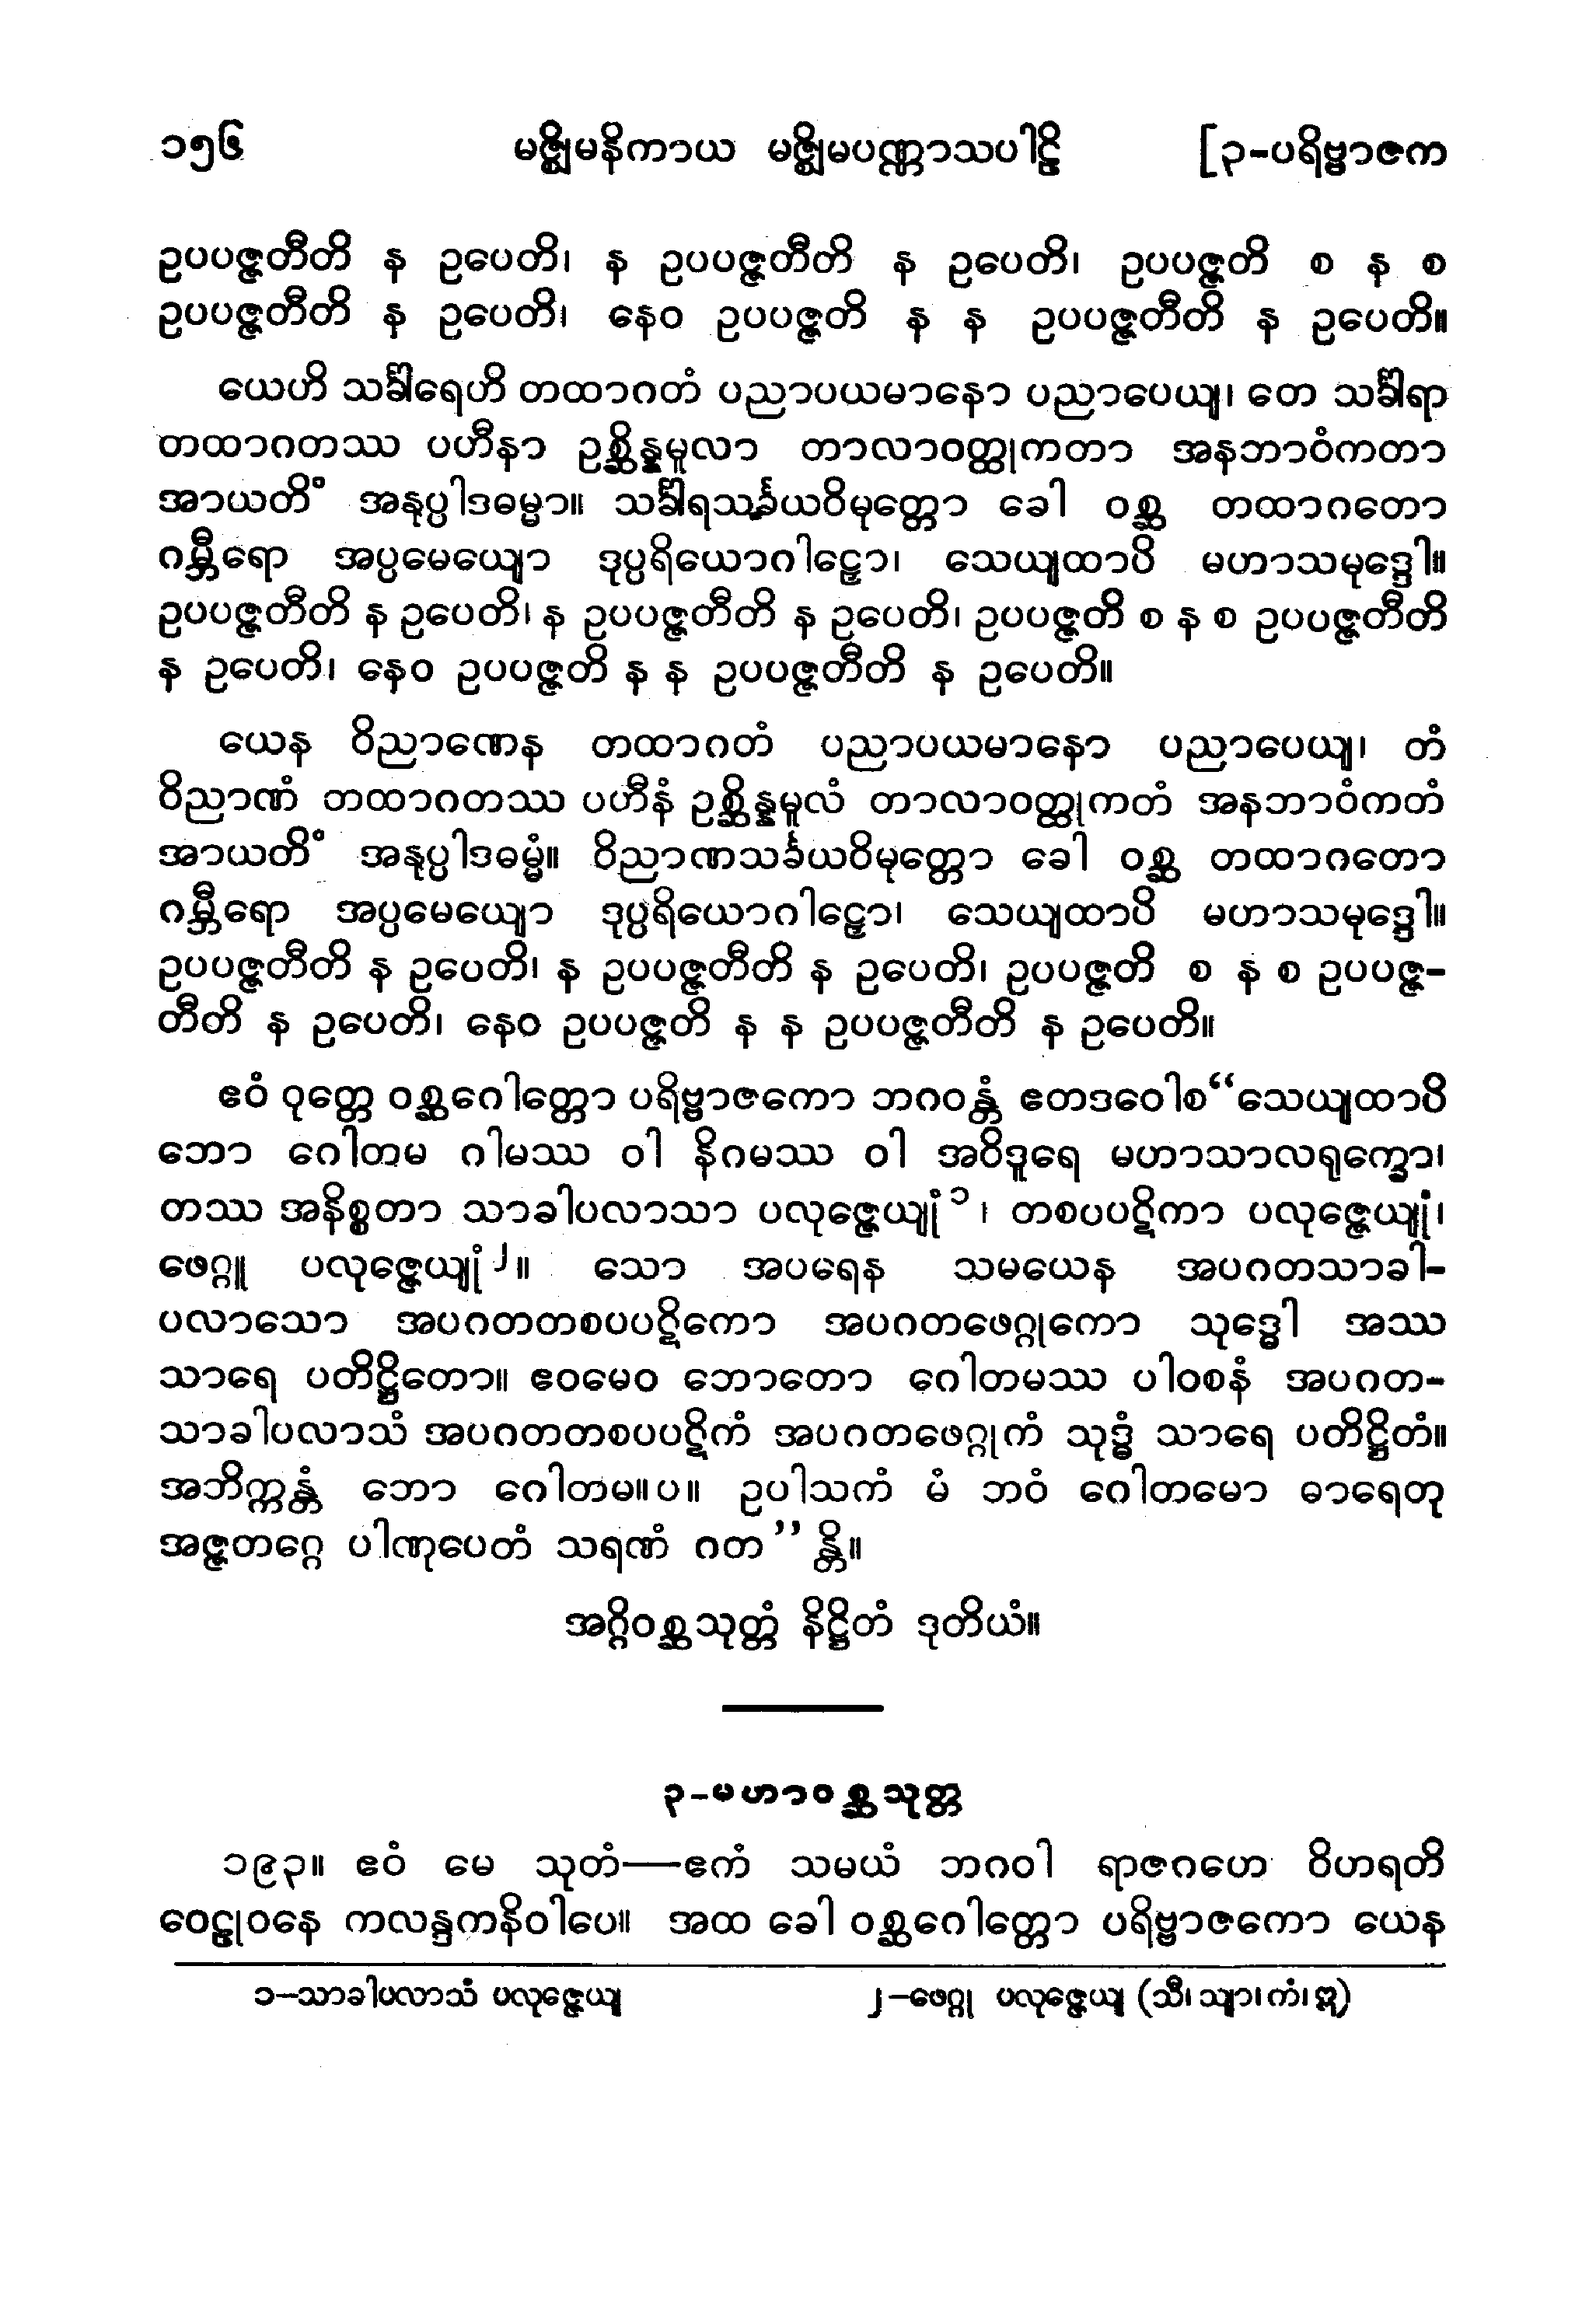 ၁၅၆ မဇ္ဈိမနိကာယ မဇ္ဈိမပဏ္ဏာသပါဠိ [၃-ပရိဗ္ဗာဇက
ဥပပဇ္ဇတီတိ န ဥပေတိ၊ န ဥပပဇ္ဇတီတိ န ဥပေတိ၊ ဥပပဇ္ဇတိ စ န စ
ဥပပဇ္ဇတီတိ န ဥပေတိ၊ နေဝ ဥပပဇ္ဇတိ န န ဥပပဇ္ဇတီတိ န ဥပေတိ။
ယေဟိ သင်္ခါရေဟိ တထာဂတံ ပညာပယမာနော ပညာပေယျ၊ တေ သင်္ခါရာ
တထာဂတဿ ပဟီနာ ဥစ္ဆိန္နမူလာ တာလာဝတ္ထုကတာ အနဘာဝံကတာ
အာယတိံ အနုပ္ပါဒဓမ္မာ။ သင်္ခါရသင်္ခယဝိမုတ္တော ခေါ ဝစ္ဆ တထာဂတော
ဂမ္ဘီရော အပ္ပမေယျော ဒုပ္ပရိယောဂါဠှော၊ သေယျထာပိ မဟာသမုဒ္ဒေါ။
ဥပပဇ္ဇတီတိ န ဥပေတိ၊ န ဥပပဇ္ဇတီတိ န ဥပေတိ၊ ဥပပဇ္ဇတိ စ န စ ဥပပဇ္ဇတီတိ
န ဥပေတိ၊ နေဝ ဥပပဇ္ဇတိ န န ဥပပဇ္ဇတီတိ န ဥပေတိ။
ယေန ဝိညာဏေန တထာဂတံ ပညာပယမာနော ပညာပေယျ၊ တံ
ဝိညာဏံ တထာဂတဿ ပဟီနံ ဥစ္ဆိန္နမူလံ တာလာဝတ္ထုကတံ အနဘာဝံကတံ
အာယတိံ အနုပ္ပါဒဓမ္မံ။ ဝိညာဏသင်္ခယဝိမုတ္တော ခေါ ဝစ္ဆ တထာဂတော
ဂမ္ဘီရော အပ္ပမေယျော ဒုပ္ပရိယောဂါဠှော၊ သေယျထာပိ မဟာသမုဒ္ဒေါ။
ဥပပဇ္ဇတီတိ န ဥပေတိ၊ န ဥပပဇ္ဇတီတိ န ဥပေတိ၊ ဥပပဇ္ဇတိ စ န စ ဥပပဇ္ဇ-
တီတိ န ဥပေတိ၊ နေဝ ဥပပဇ္ဇတိ န န ဥပပဇ္ဇတီတိ န ဥပေတိ။
ဧဝံ ဝုတ္တေ ဝစ္ဆဂေါတ္တော ပရိဗ္ဗာဇကော ဘဂဝန္တံ ဧတဒဝေါစ “သေယျထာပိ
ဘော ဂေါတမ ဂါမဿ ဝါ နိဂမဿ ဝါ အဝိဒူရေ မဟာသာလရုက္ခော၊
တဿ အနိစ္စတာ သာခါပလာသာ ပလုဇ္ဇေယျုံ ၁၊ တစပပဋိကာ ပလုဇ္ဇေယျုံ၊
ဖေဂ္ဂူ ပလုဇ္ဇေယျုံ ၂။ သော အပရေန သမယေန အပဂတသာခါ-
ပလာသော အပဂတတစပပဋိကော အပဂတဖေဂ္ဂုကော သုဒ္ဓေါ အဿ
သာရေ ပတိဋ္ဌိတော။ ဧဝမေဝ ဘောတော ဂေါတမဿ ပါဝစနံ အပဂတ-
သာခါပလာသံ အပဂတတစပပဋိကံ အပဂတဖေဂ္ဂုကံ သုဒ္ဓံ သာရေ ပတိဋ္ဌိတံ။
အဘိက္ကန္တံ ဘော ဂေါတမ။ပ။ ဥပါသကံ မံ ဘဝံ ဂေါတမော ဓာရေတု
အဇ္ဇတဂ္ဂေ ပါဏုပေတံ သရဏံ ဂတ ” န္တိ။
အဂ္ဂိဝစ္ဆသုတ္တံ နိဋ္ဌိတံ ဒုတိယံ။
၃-မဟာဝစ္ဆသုတ္တ
၁၉၃။ ဧဝံ မေ သုတံ—ဧကံ သမယံ ဘဂဝါ ရာဇဂဟေ ဝိဟရတိ
ဝေဠုဝနေ ကလန္ဒကနိဝါပေ။ အထ ခေါ ဝစ္ဆဂေါတ္တော ပရိဗ္ဗာဇကော ယေန
၁-သာခါပလာသံ ပလုဇ္ဇေယျ ၂-ဖေဂ္ဂု ပလုဇ္ဇေယျ (သီ၊ သျာ၊ ကံ၊ ဣ)